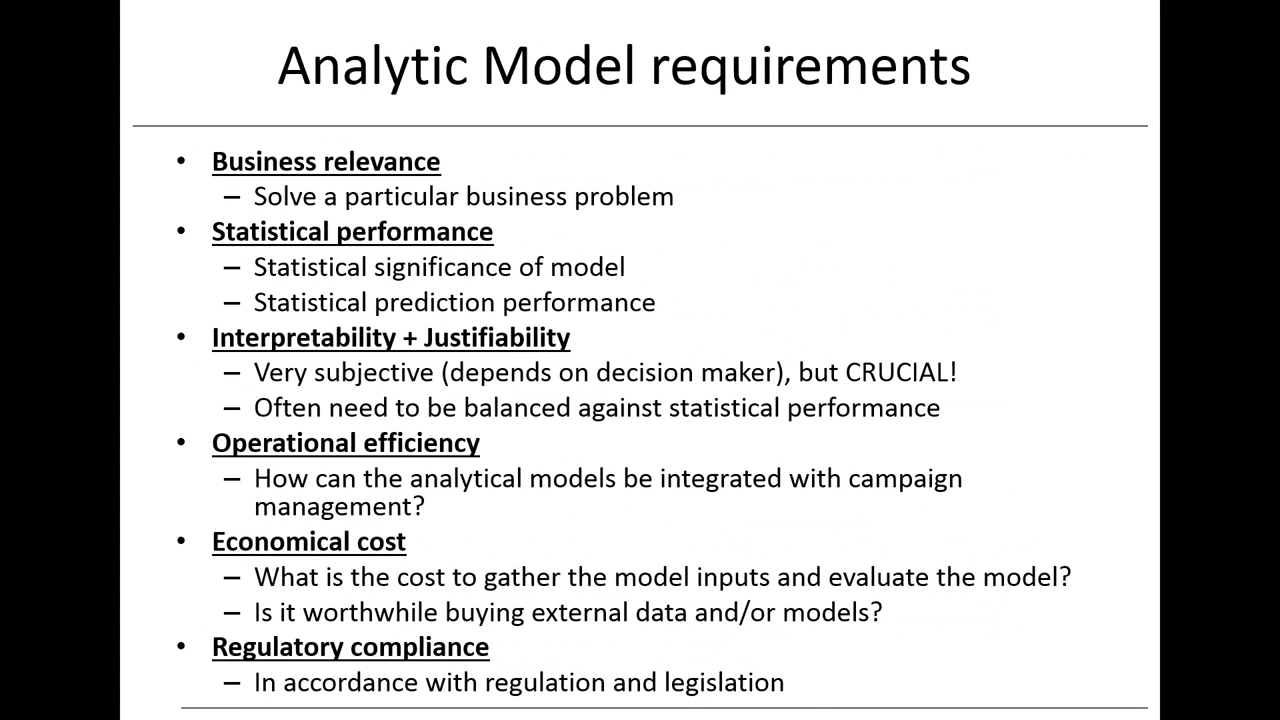 Analytic Model requirements
• Business relevance
– Solve a particular business problem
• Statistical performance
– Statistical significance of model
– Statistical prediction performance
• Interpretability + Justifiability
– Very subjective (depends on decision maker), but CRUCIAL!
– Often need to be balanced against statistical performance
• Operational efficiency
– How can the analytical models be integrated with campaign
management?
• Economical cost
– What is the cost to gather the model inputs and evaluate the model?
– Is it worthwhile buying external data and/or models?
• Regulatory compliance
– In accordance with regulation and legislation